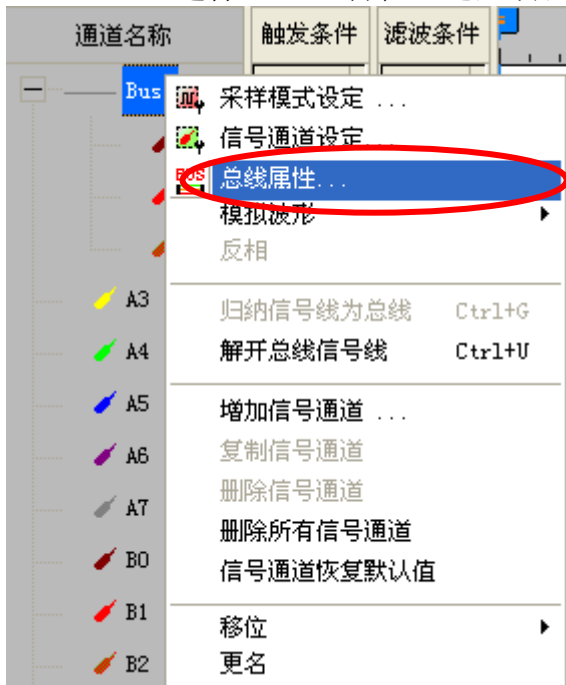 通道名称 触发条件 滤波条件
Bus
采样模式设定 ...
信号通道设定...
BUS 总线属性...
模拟波形
反相
A3
归纳信号线为总线 Ctrl+G
A4
解开总线信号线 Ctrl+U
A5
增加信号通道 ...
A6
复制信号通道
删除信号通道
A7
删除所有信号通道
B0
信号通道恢复默认值
B1
移位
B2
更名